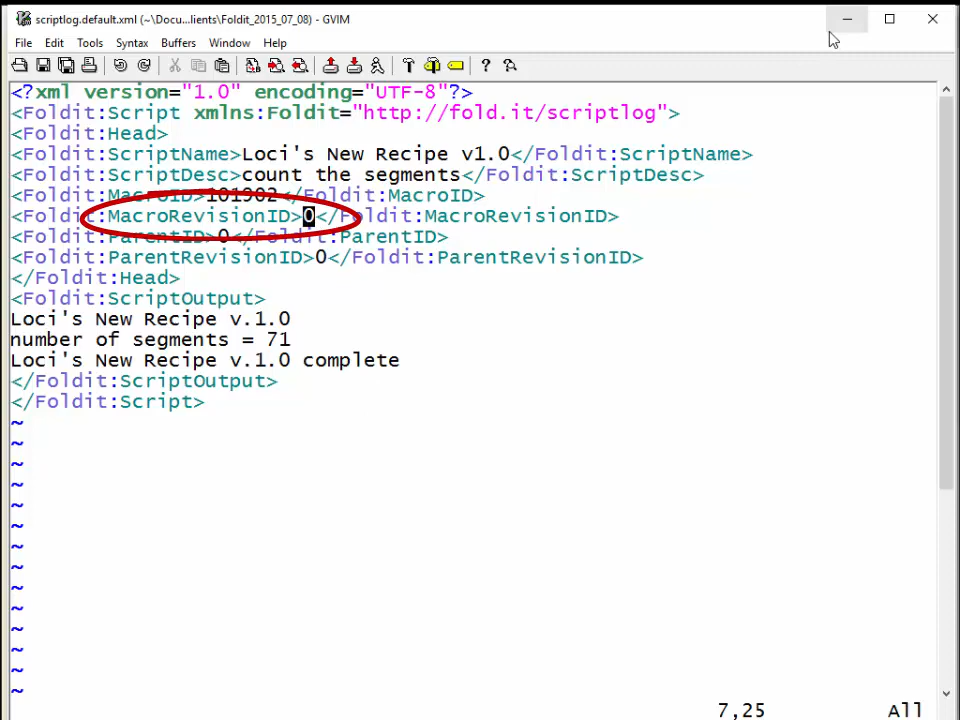 scriptlog.default.xml (~\Docu...lients\Foldit_2015_07_08) - GVIM
File Edit Tools Syntax Buffers Window Help
<?xml version="1.0" encoding="UTF-8"?>
<Foldit:Script xmlns:Foldit="http://fold.it/scriptlog">
<Foldit:Head>
<Foldit:ScriptName>Loci's New Recipe v1.0</Foldit:ScriptName>
<Foldit:ScriptDesc>count the segments</Foldit:ScriptDesc>
<Foldit:MacroID>101902</Foldit:MacroID>
<Foldit:MacroRevisionID>0</Foldit:MacroRevisionID>
<Foldit:ParentID>0</Foldit:ParentID>
<Foldit:ParentRevisionID>0</Foldit:ParentRevisionID>
</Foldit:Head>
<Foldit:ScriptOutput>
Loci's New Recipe v.1.0
number of segments = 71
Loci's New Recipe v.1.0 complete
</Foldit:ScriptOutput>
</Foldit:Script>
~
~
~
~
~
~
~
~
~
~
~
~
~
~
7,25 All